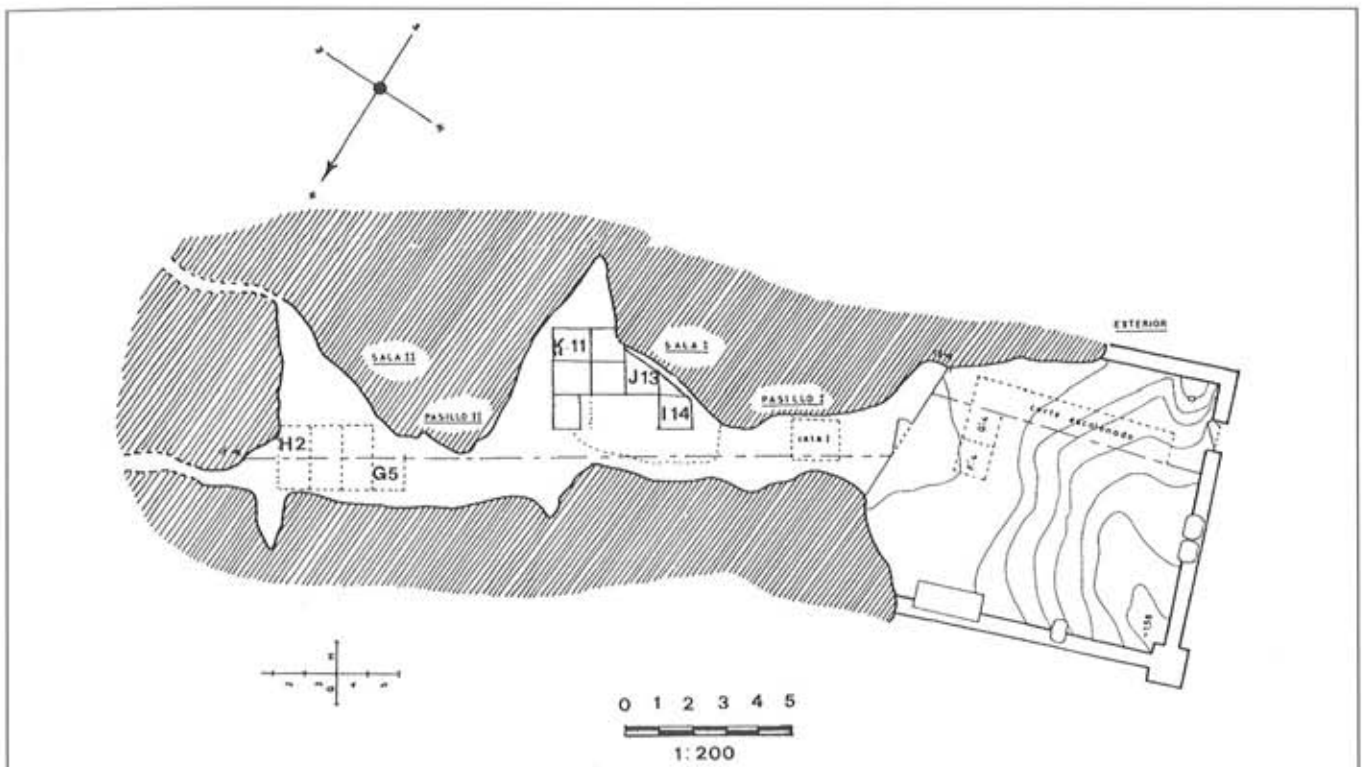 EXTERIOR
SALA I
SALA II
K-11
J13
PASILLO I
PASILLO II
I14
corte escalonado
CATA I
H2
G5
0 1 2 3 4 5
1:200